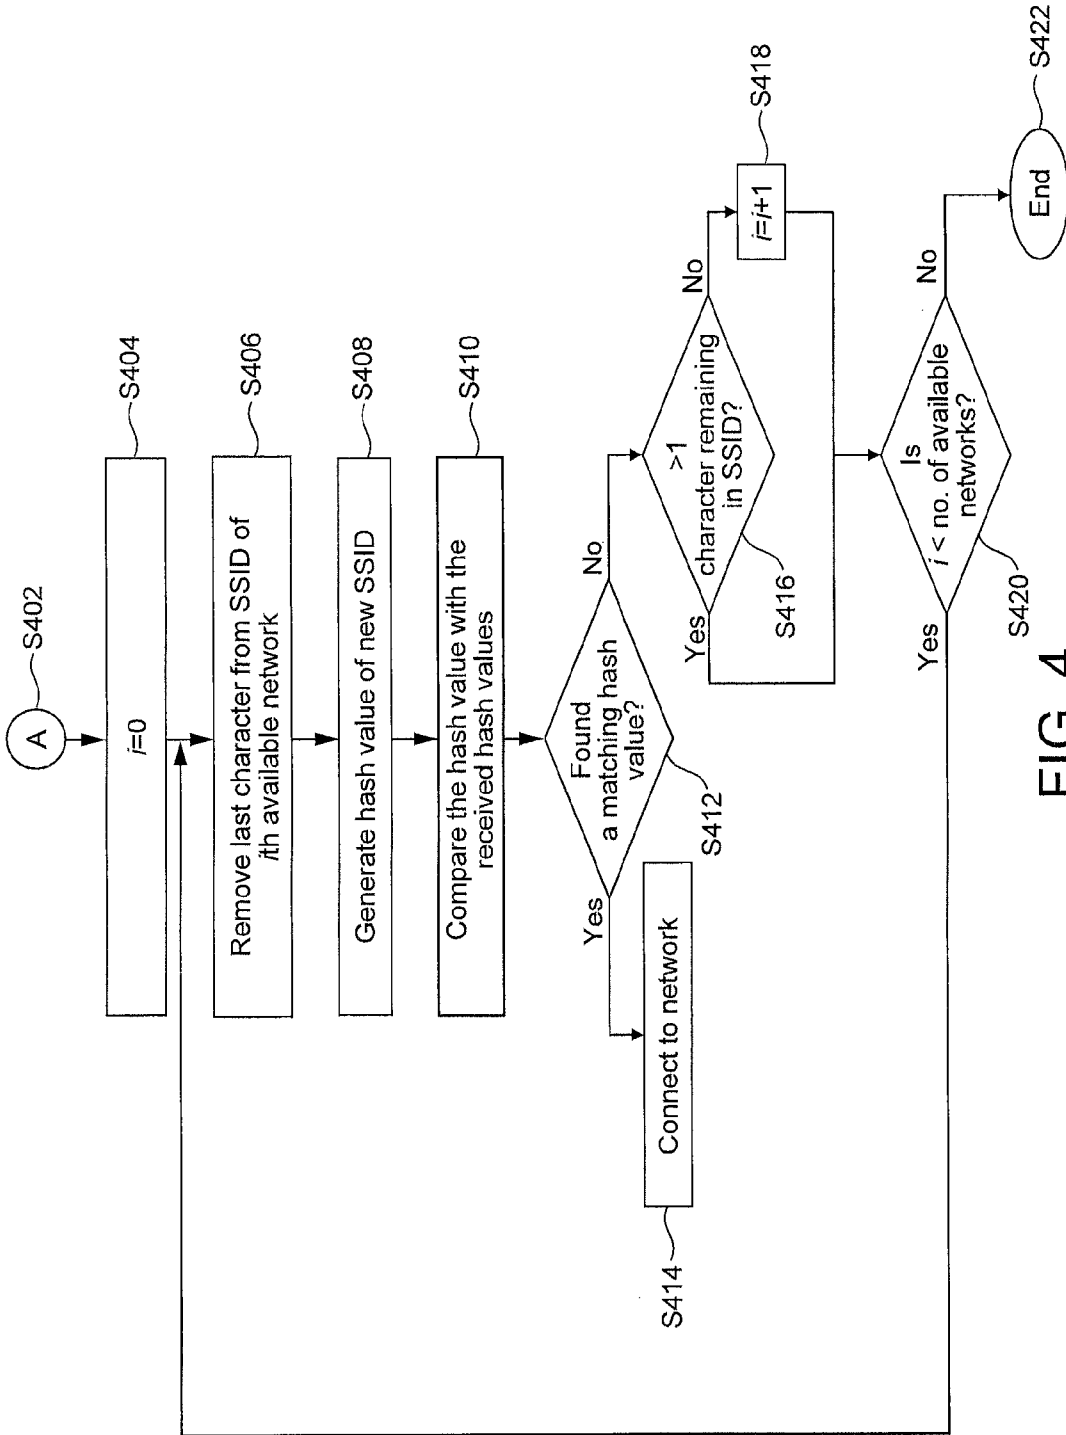 A
S402
i=0
S404
Remove last character from SSID of
ith available network
S406
Generate hash value of new SSID
S408
Compare the hash value with the
received hash values
S410
Found
a matching hash
value?
S412
Yes
No
Connect to network
S414
>1
character remaining
in SSID?
S416
Yes
No
i=i+1
S418
Is
i < no. of available
networks?
S420
Yes
No
End
S422
FIG. 4